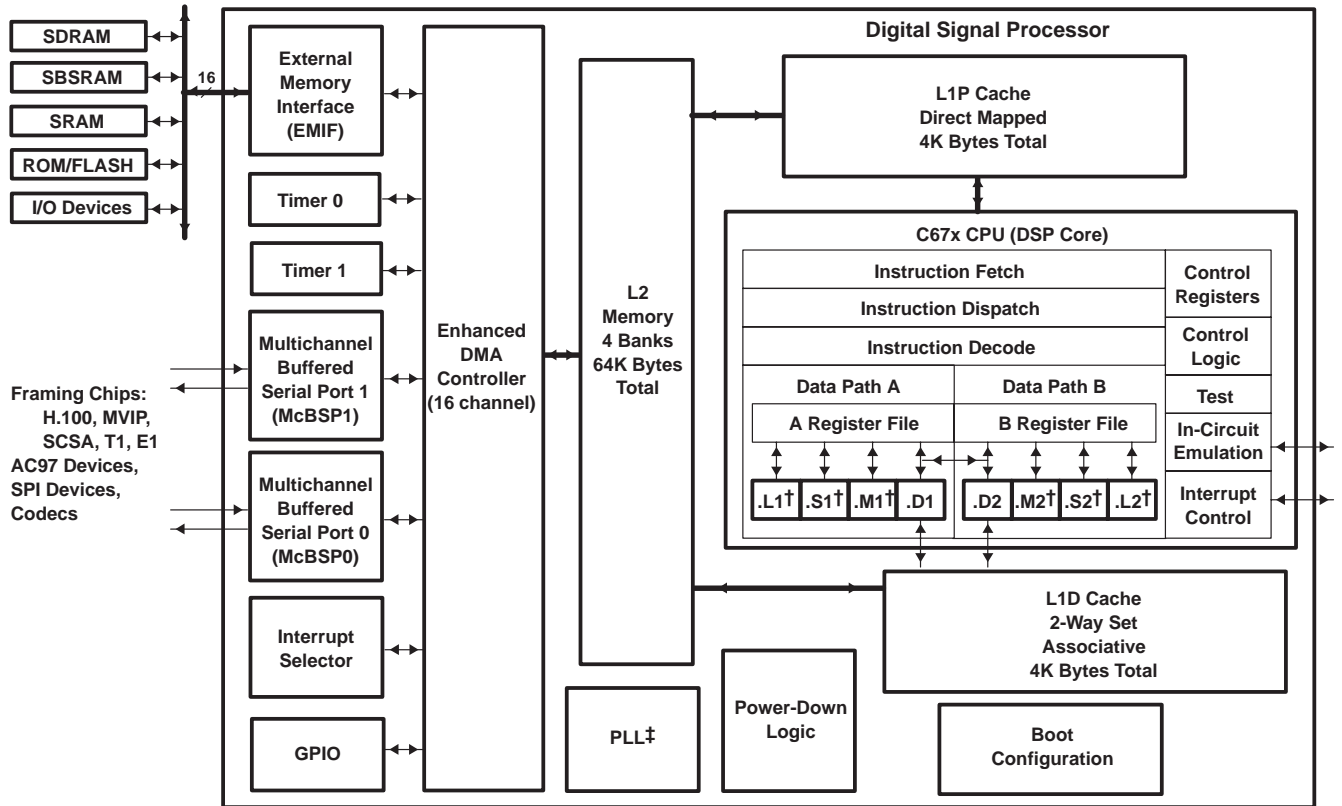 Digital Signal Processor
SDRAM
SBSRAM
SRAM
ROM/FLASH
I/O Devices
16
External
Memory
Interface
(EMIF)
Timer 0
Timer 1
Framing Chips:
H.100, MVIP,
SCSA, T1, E1
AC97 Devices,
SPI Devices,
Codecs
Multichannel
Buffered
Serial Port 1
(McBSP1)
Multichannel
Buffered
Serial Port 0
(McBSP0)
Interrupt
Selector
GPIO
Enhanced
DMA
Controller
(16 channel)
L2
Memory
4 Banks
64K Bytes
Total
L1P Cache
Direct Mapped
4K Bytes Total
C67x CPU (DSP Core)
Instruction Fetch
Instruction Dispatch
Instruction Decode
Data Path A
A Register File
.L1†
.S1†
.M1†
.D1
Data Path B
B Register File
.D2
.M2†
.S2†
.L2†
Control
Registers
Control
Logic
Test
In-Circuit
Emulation
Interrupt
Control
L1D Cache
2-Way Set
Associative
4K Bytes Total
PLL‡
Power-Down
Logic
Boot
Configuration